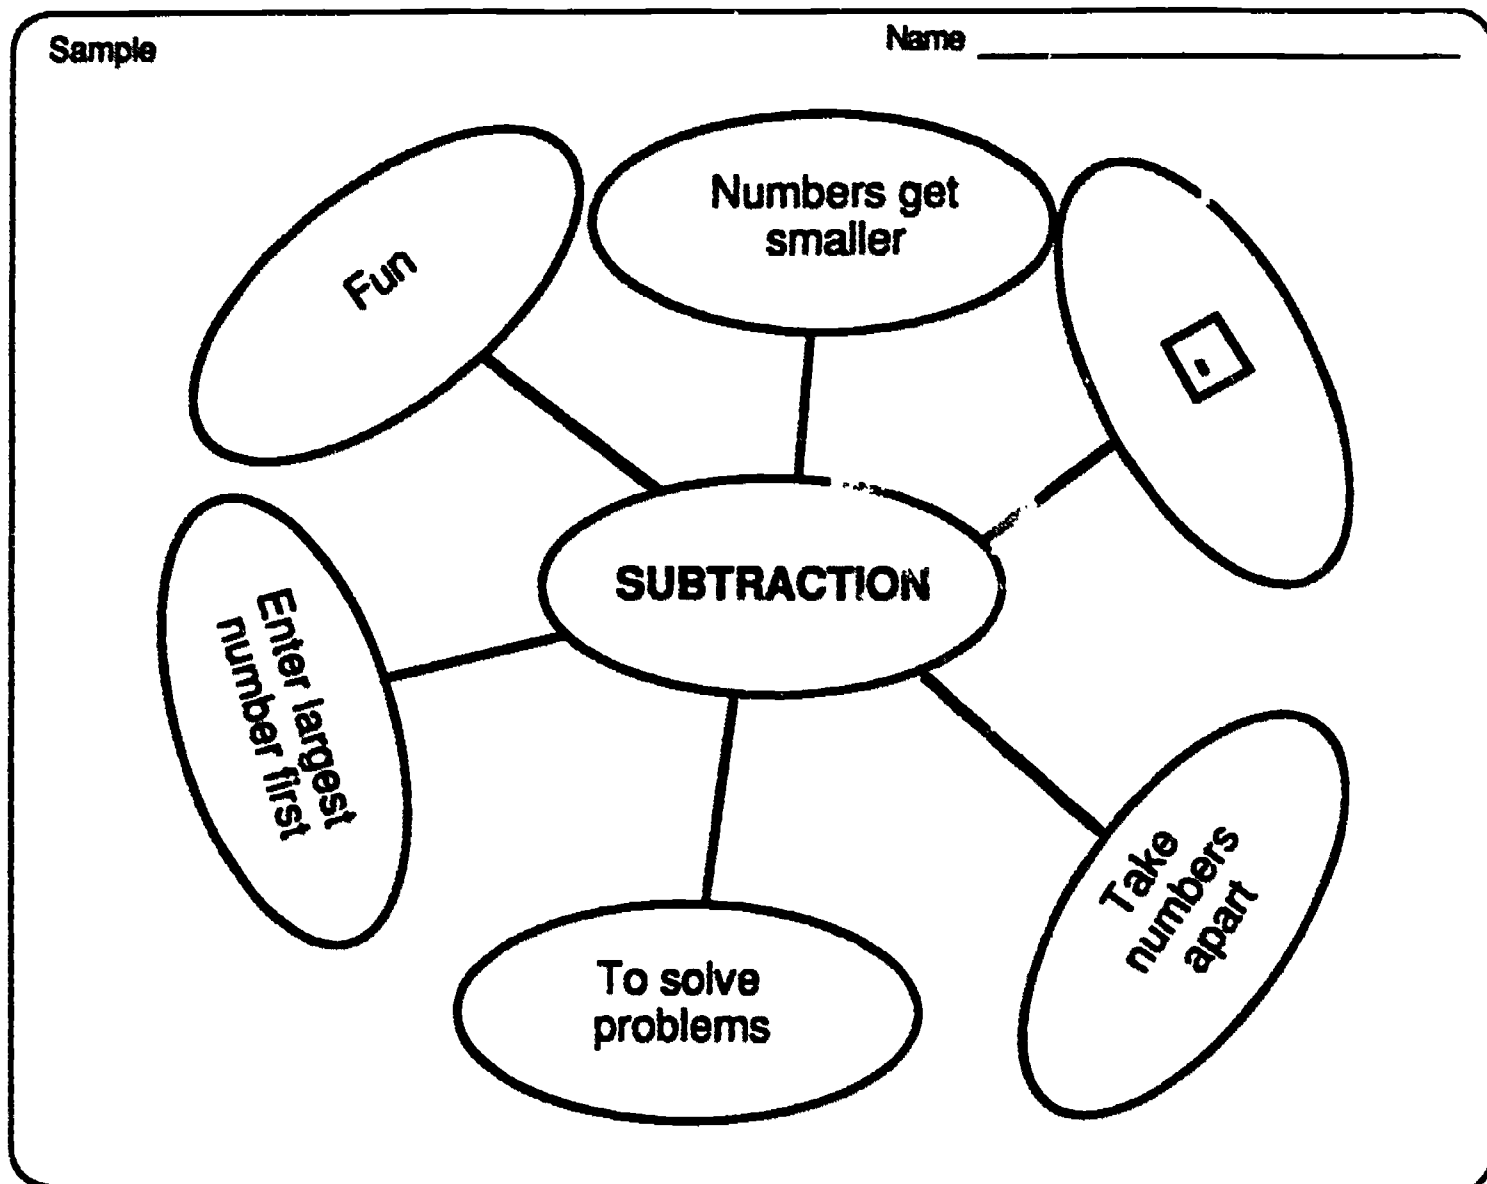 Sample
Name
Fun
Numbers get
smaller
SUBTRACTION
Enter largest
number first
To solve
problems
Take
numbers
apart